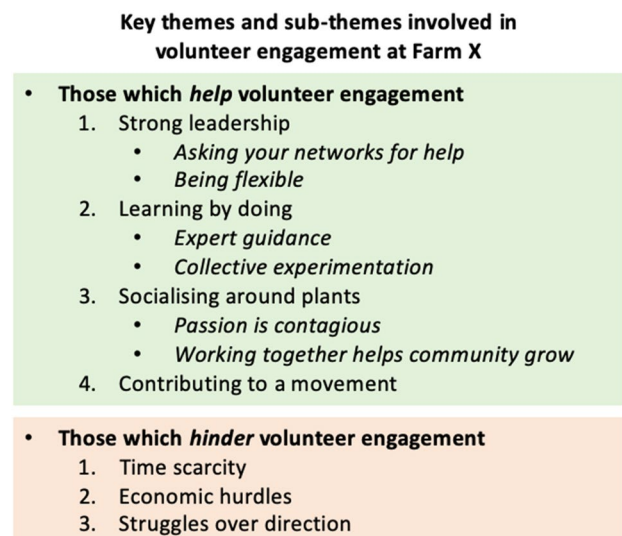 Key themes and sub-themes involved in
volunteer engagement at Farm X
• Those which help volunteer engagement
1. Strong leadership
• Asking your networks for help
• Being flexible
2. Learning by doing
• Expert guidance
• Collective experimentation
3. Socialising around plants
• Passion is contagious
• Working together helps community grow
4. Contributing to a movement
• Those which hinder volunteer engagement
1. Time scarcity
2. Economic hurdles
3. Struggles over direction